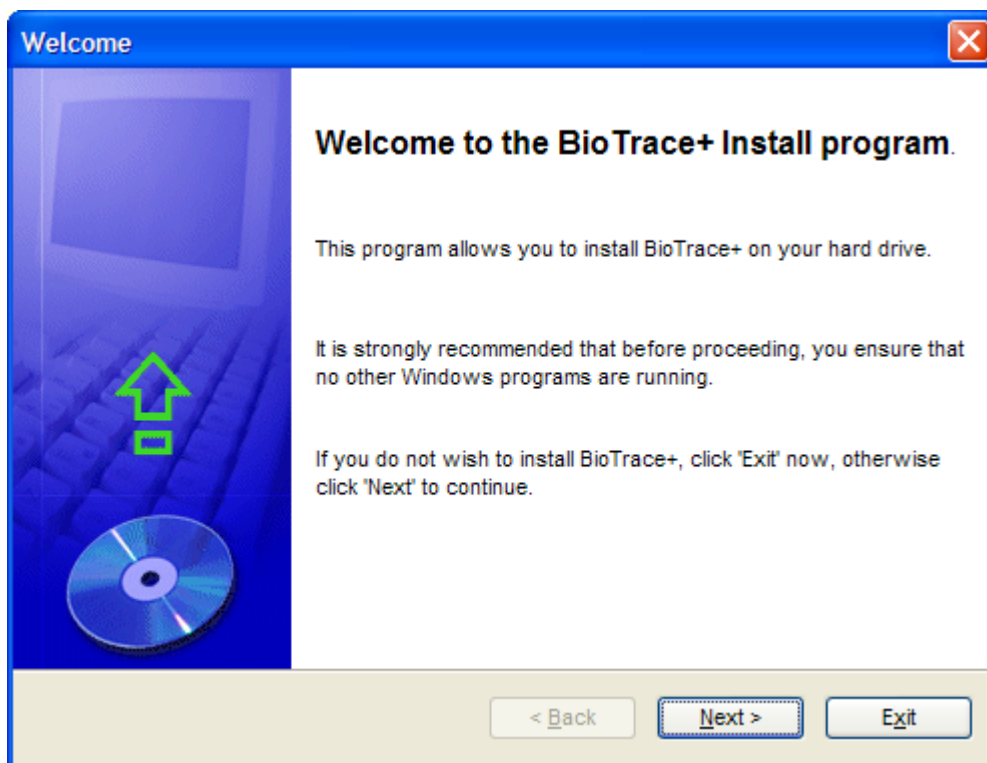 Welcome
Welcome to the BioTrace+ Install program.
This program allows you to install BioTrace+ on your hard drive.
It is strongly recommended that before proceeding, you ensure that
no other Windows programs are running.
If you do not wish to install BioTrace+, click 'Exit' now, otherwise
click 'Next' to continue.
< Back Next > Exit